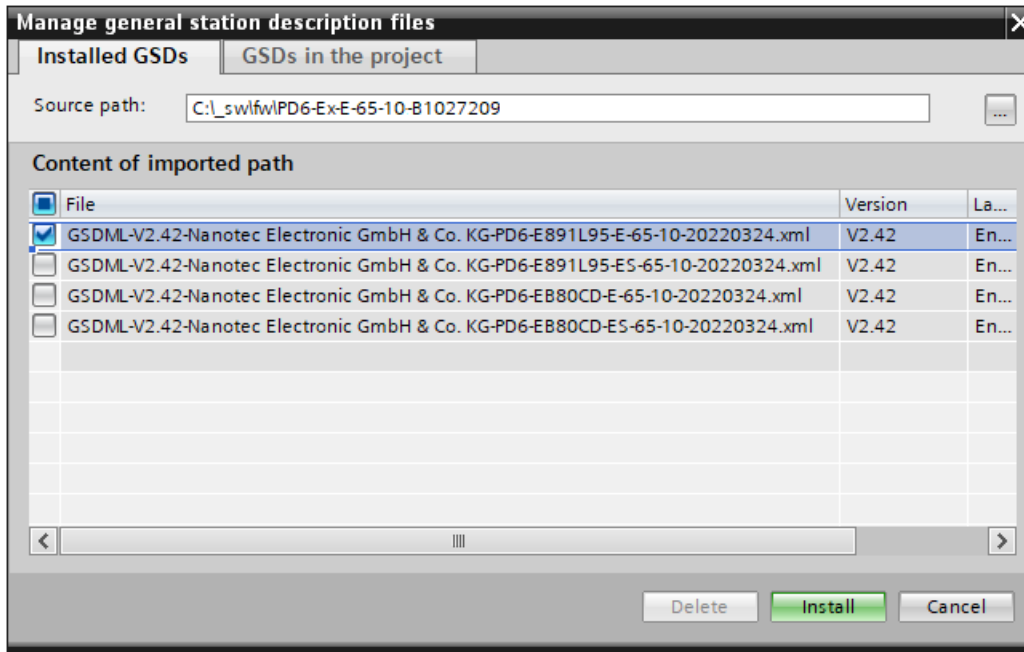 Manage general station description files
Installed GSDs GSDs in the project
Source path: C:\_sw\fw\PD6-Ex-E-65-10-B1027209 ...
Content of imported path
File Version La...
GSDML-V2.42-Nanotec Electronic GmbH & Co. KG-PD6-E891L95-E-65-10-20220324.xml V2.42 En...
GSDML-V2.42-Nanotec Electronic GmbH & Co. KG-PD6-E891L95-ES-65-10-20220324.xml V2.42 En...
GSDML-V2.42-Nanotec Electronic GmbH & Co. KG-PD6-EB80CD-E-65-10-20220324.xml V2.42 En...
GSDML-V2.42-Nanotec Electronic GmbH & Co. KG-PD6-EB80CD-ES-65-10-20220324.xml V2.42 En...
Delete Install Cancel